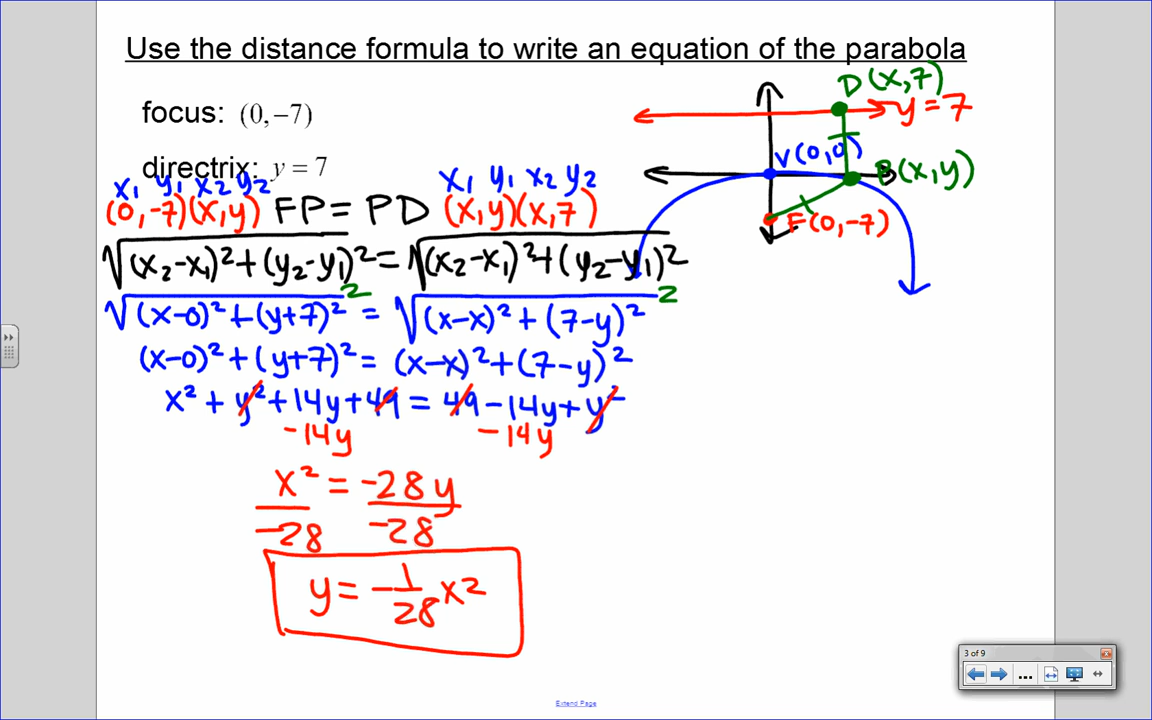 Use the distance formula to write an equation of the parabola
focus: (0, −7)
directrix: y = 7
D(x, 7)
y = 7
V(0, 0)
P(x, y)
F(0, −7)
x₁ y₁ x₂ y₂ x₁ y₁ x₂ y₂
(0, −7)(x, y) FP = PD (x, y)(x, 7)
√(x₂−x₁)²+(y₂−y₁)² = √(x₂−x₁)²+(y₂−y₁)²
√(x−0)²+(y+7)² ² = √(x−x)²+(7−y)² ²
(x−0)²+(y+7)² = (x−x)²+(7−y)²
x²+y²+14y+49 = 49−14y+y²
−14y −14y
x² = −28y
−28 −28
y = −1/28 x²
3 of 9
...
Extend Page